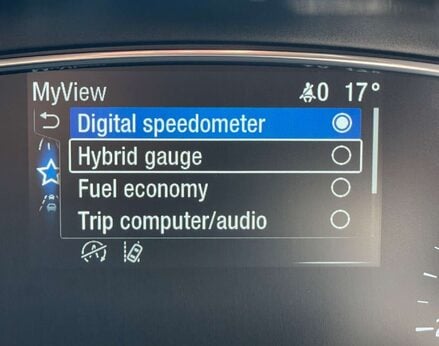 MyView 0 17°
Digital speedometer
Hybrid gauge
Fuel economy
Trip computer/audio